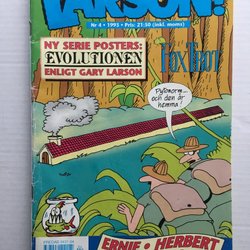 LARSON!
Nr 4 • 1995 • Pris: 21:50 (inkl. moms)
NY SERIE POSTERS:
EVOLUTIONEN
ENLIGT GARY LARSON
FOXTROT
Pytonorm...
och den är
hemma!
ERNIE • HERBERT